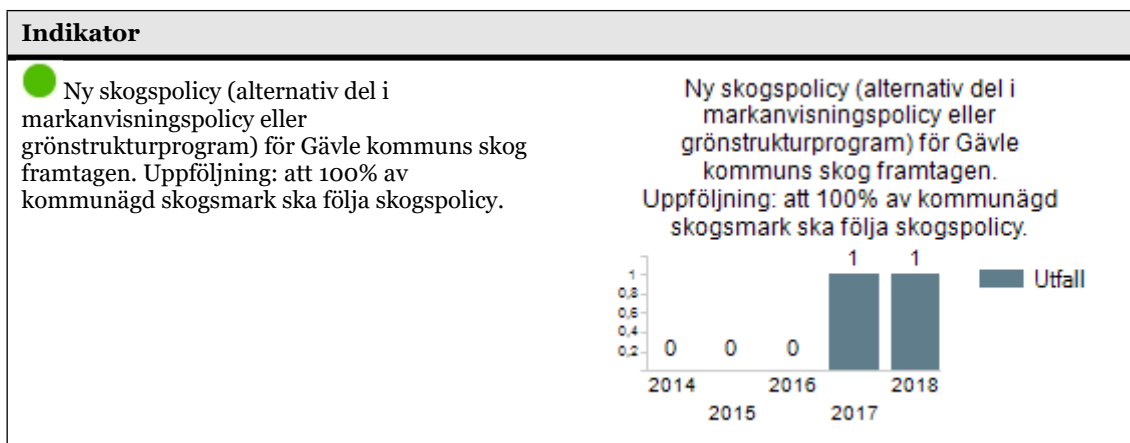 Indikator
Ny skogspolicy (alternativ del i
markanvisningspolicy eller
grönstrukturprogram) för Gävle kommuns skog
framtagen. Uppföljning: att 100% av
kommunägd skogsmark ska följa skogspolicy.
Ny skogspolicy (alternativ del i
markanvisningspolicy eller
grönstrukturprogram) för Gävle
kommuns skog framtagen.
Uppföljning: att 100% av kommunägd
skogsmark ska följa skogspolicy.
1 1
Utfall
1
0,8
0,6
0,4
0,2
0 0 0
2014 2016 2018
2015 2017